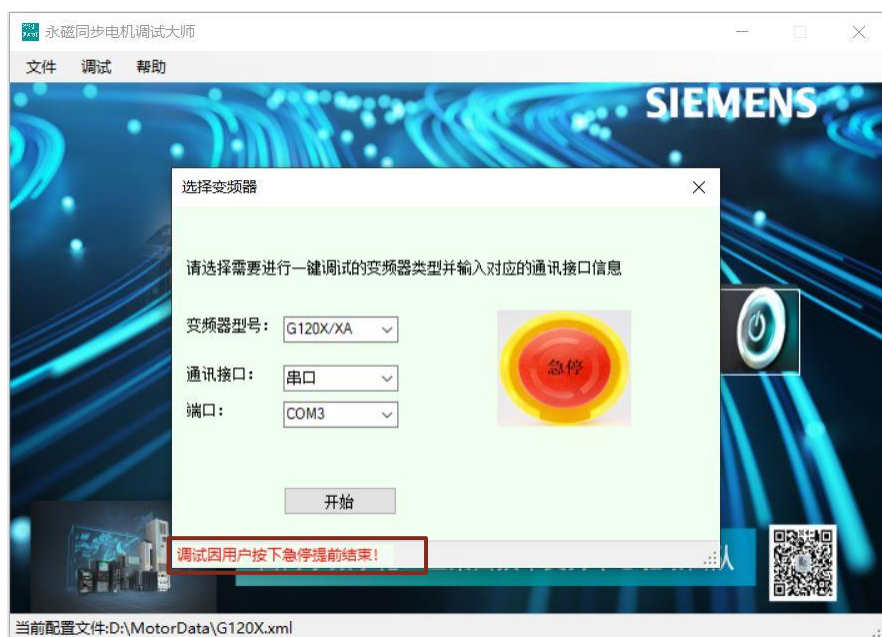 永磁同步电机调试大师
文件 调试 帮助
SIEMENS
选择变频器
请选择需要进行一键调试的变频器类型并输入对应的通讯接口信息
变频器型号： G120X/XA
急停
通讯接口： 串口
端口： COM3
开始
调试因用户按下急停提前结束！
当前配置文件:D:\MotorData\G120X.xml